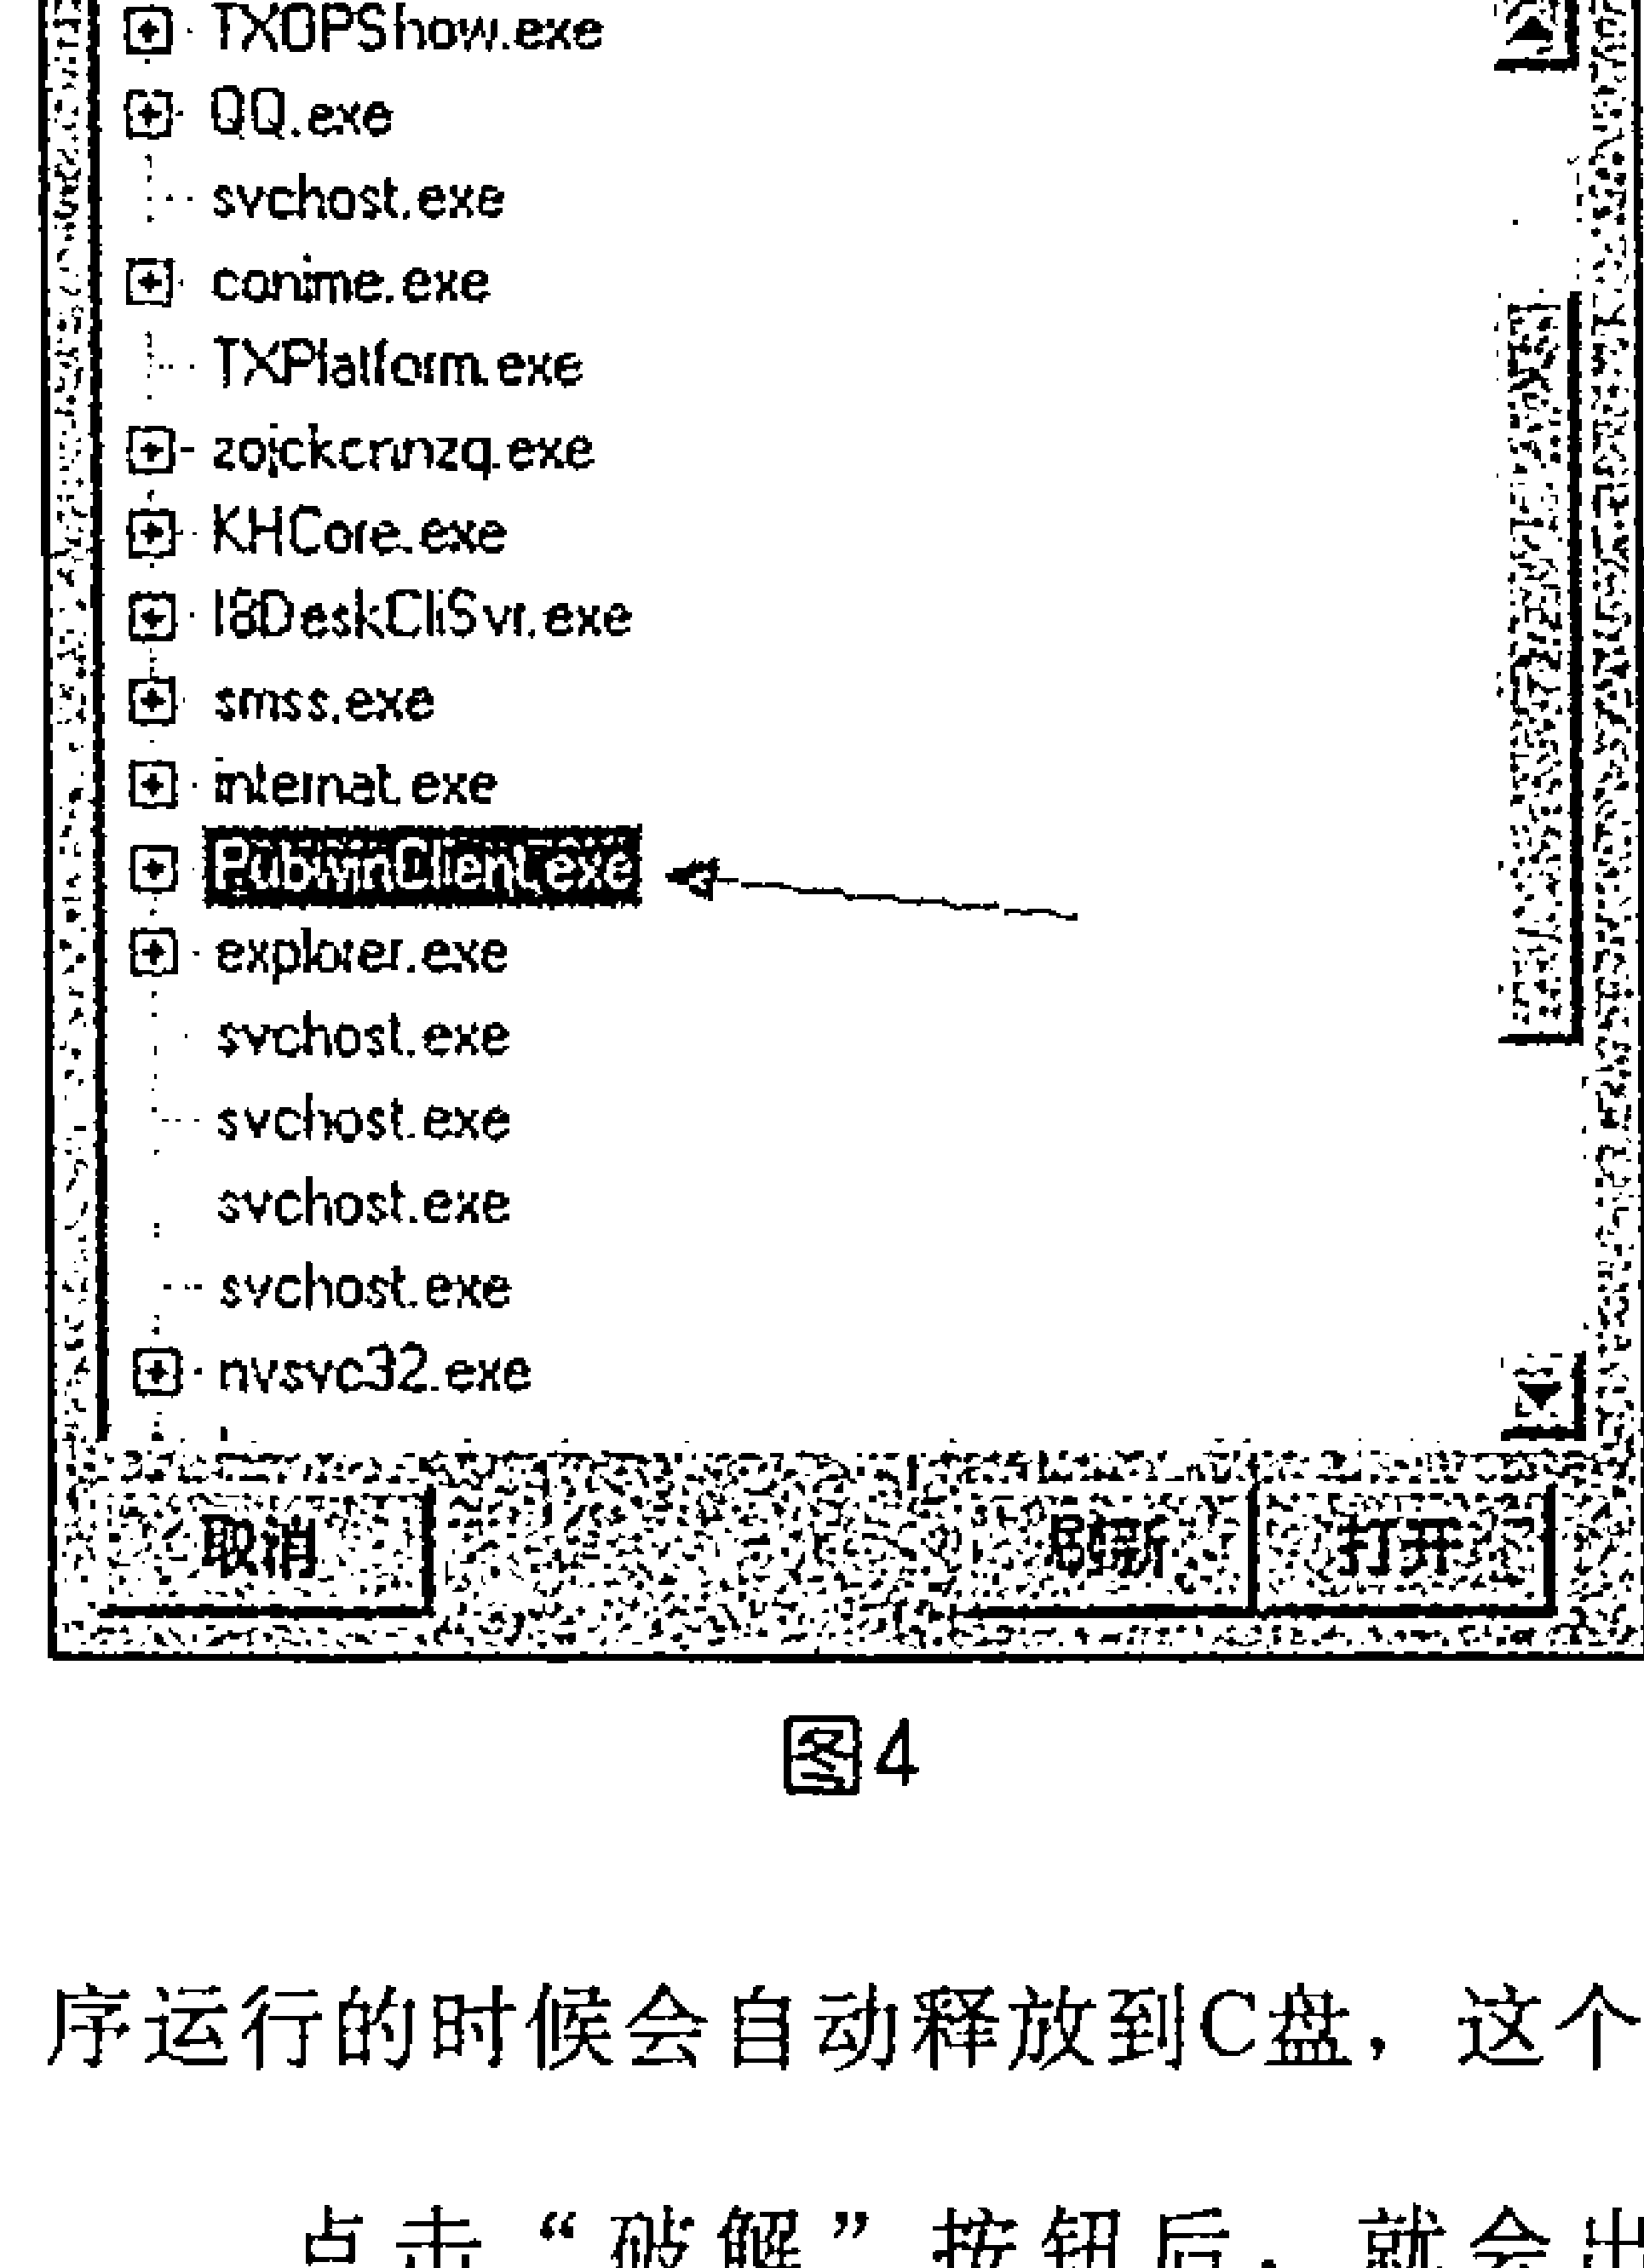 TXOPShow.exe
QQ.exe
svchost.exe
conime.exe
TXPlatform.exe
KHCore.exe
I8DeskCliSvr.exe
smss.exe
internat.exe
PubwinClient.exe
explorer.exe
svchost.exe
svchost.exe
svchost.exe
svchost.exe
nvsvc32.exe
取消 刷新 打开
图4
序运行的时候会自动释放到C盘，这个
点击“破解”按钮后，就会出